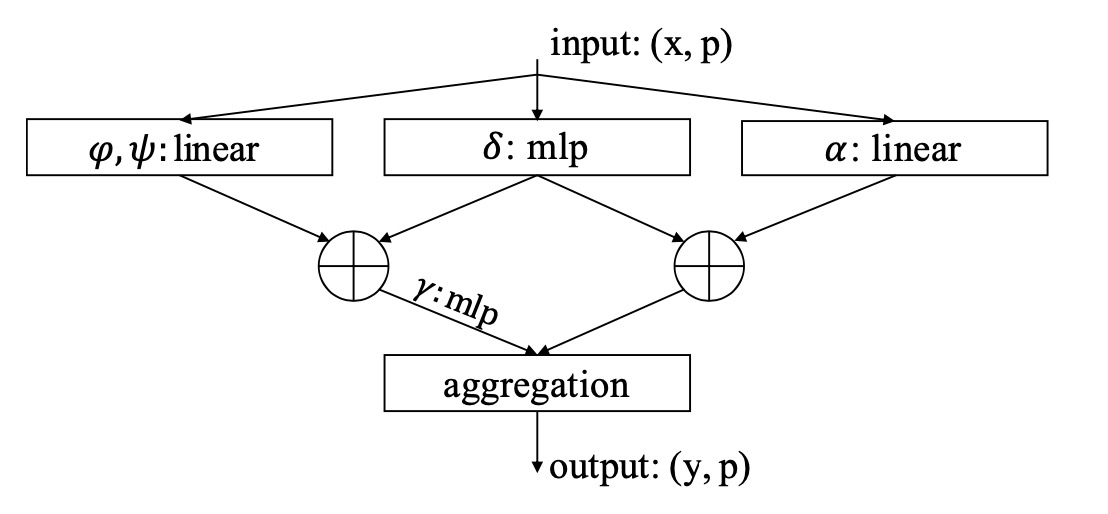 input: (x, p)
φ, ψ: linear
δ: mlp
α: linear
γ: mlp
aggregation
output: (y, p)